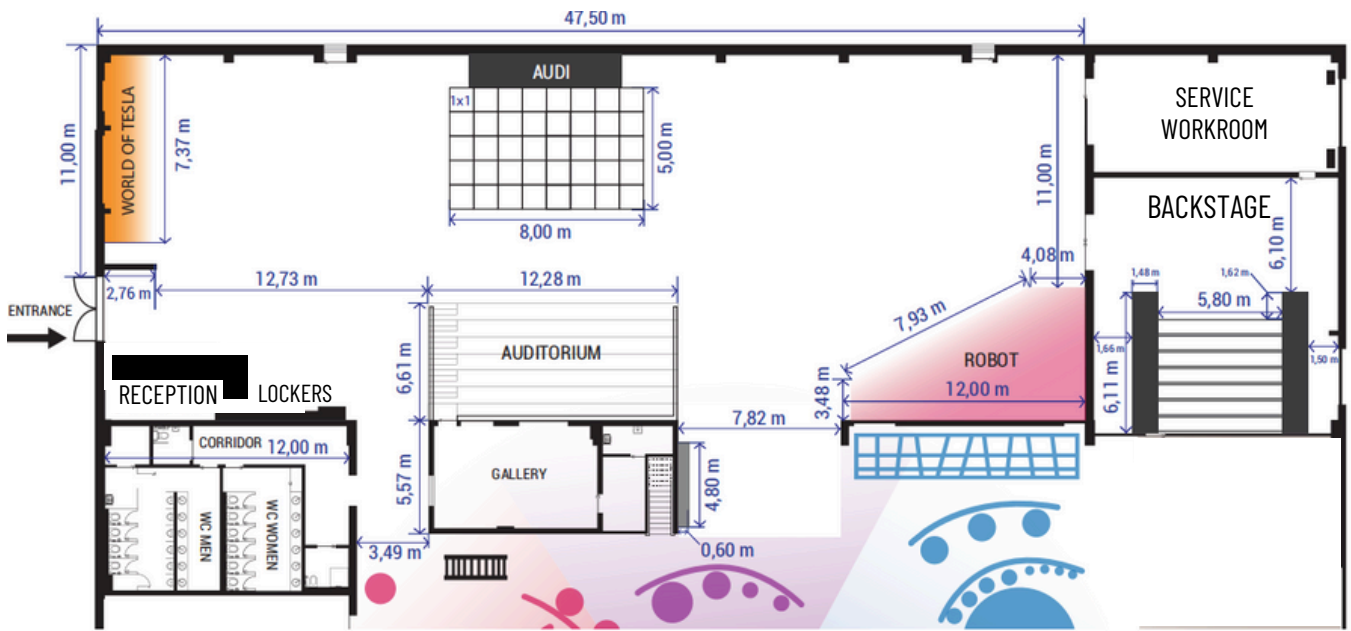 47,50 m
AUDI
1x1
5,00 m
8,00 m
WORLD OF TESLA
7,37 m
11,00 m
11,00 m
SERVICE
WORKROOM
BACKSTAGE
6,10 m
4,08 m
12,73 m
12,28 m
2,76 m
ENTRANCE
7,93 m
1,48 m
1,62 m
5,80 m
1,66 m
1,50 m
6,11 m
AUDITORIUM
6,61 m
ROBOT
12,00 m
3,48 m
RECEPTION
LOCKERS
7,82 m
CORRIDOR
12,00 m
GALLERY
5,57 m
4,80 m
WC MEN
WC WOMEN
3,49 m
0,60 m